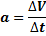 a = ΔV / Δt